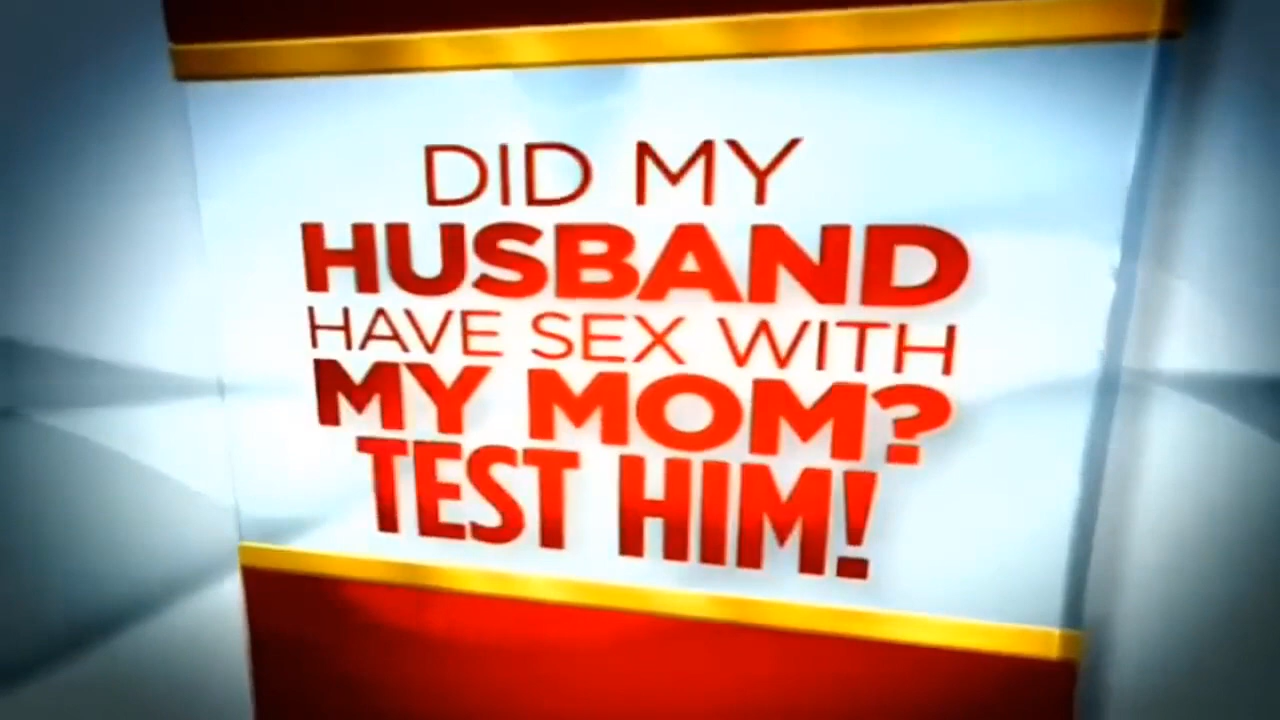 DID MY
HUSBAND
HAVE SEX WITH
MY MOM?
TEST HIM!